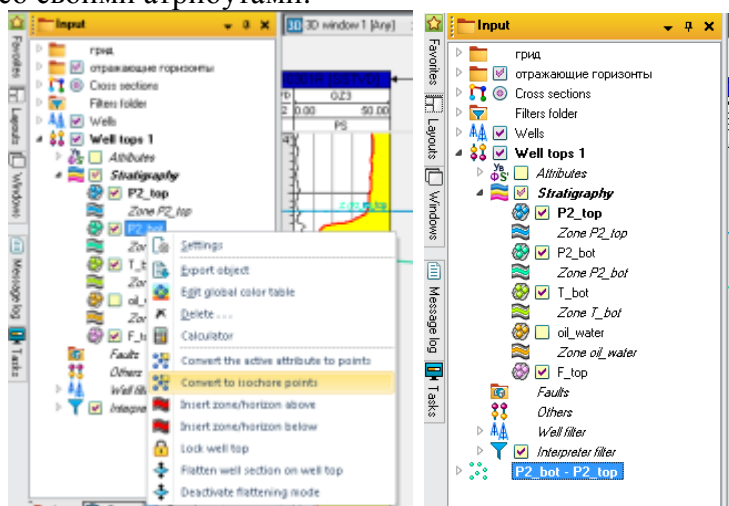 со своими атрибутами.
Input
3D 3D window 1 [Any]
Favorites
Layouts
Windows
Message log
Tasks
грид
отражающие горизонты
Cross sections
Filters folder
Wells
Well tops 1
Attributes
Stratigraphy
P2_top
Zone P2_top
P2_bot
Faults
Others
Well filt
Interpre
GZ3
0.00 50.00
PS
Settings
Export object
Edit global color table
Delete ...
Calculator
Convert the active attribute to points
Convert to isochore points
Insert zone/horizon above
Insert zone/horizon below
Lock well top
Flatten well section on well top
Deactivate flattening mode
Input
Favorites
Layouts
Windows
Message log
Tasks
грид
отражающие горизонты
Cross sections
Filters folder
Wells
Well tops 1
Attributes
Stratigraphy
P2_top
Zone P2_top
P2_bot
Zone P2_bot
T_bot
Zone T_bot
oil_water
Zone oil_water
F_top
Faults
Others
Well filter
Interpreter filter
P2_bot - P2_top